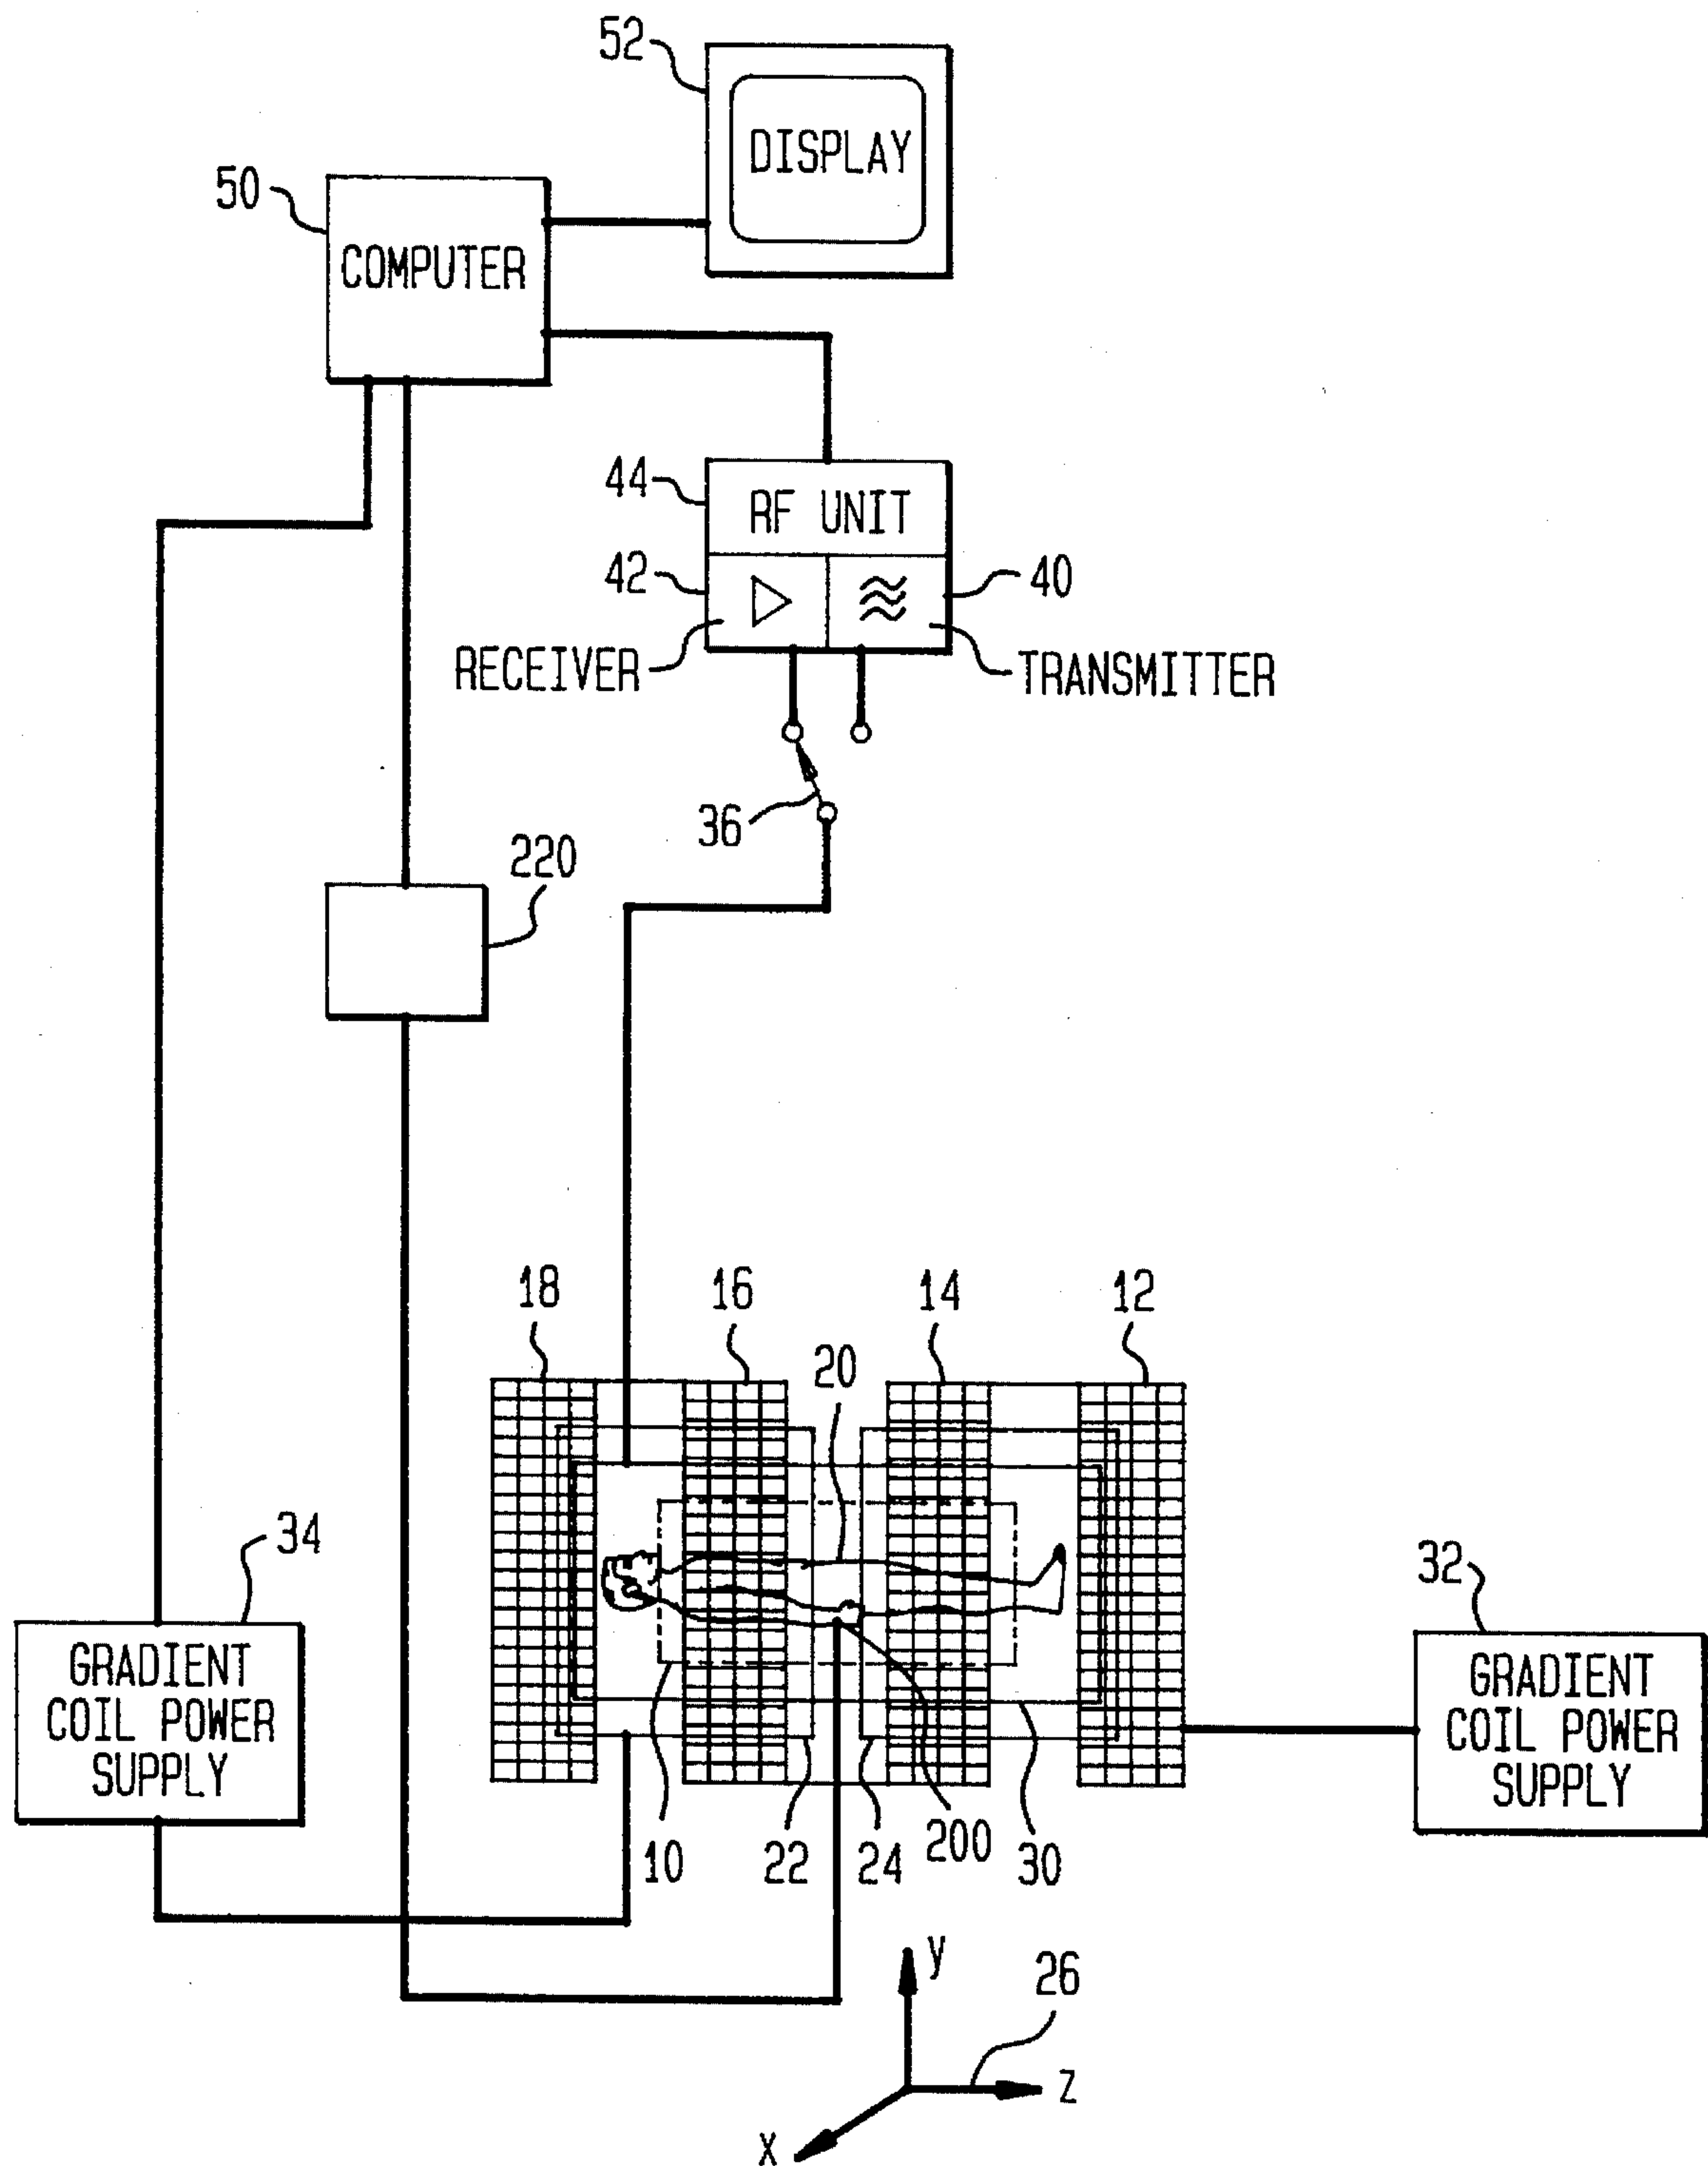 52
DISPLAY
50
COMPUTER
44
RF UNIT
42
40
RECEIVER
TRANSMITTER
36
220
18
16
14
12
20
34
32
GRADIENT
COIL POWER
SUPPLY
GRADIENT
COIL POWER
SUPPLY
10
22
200
24
30
y
26
z
x